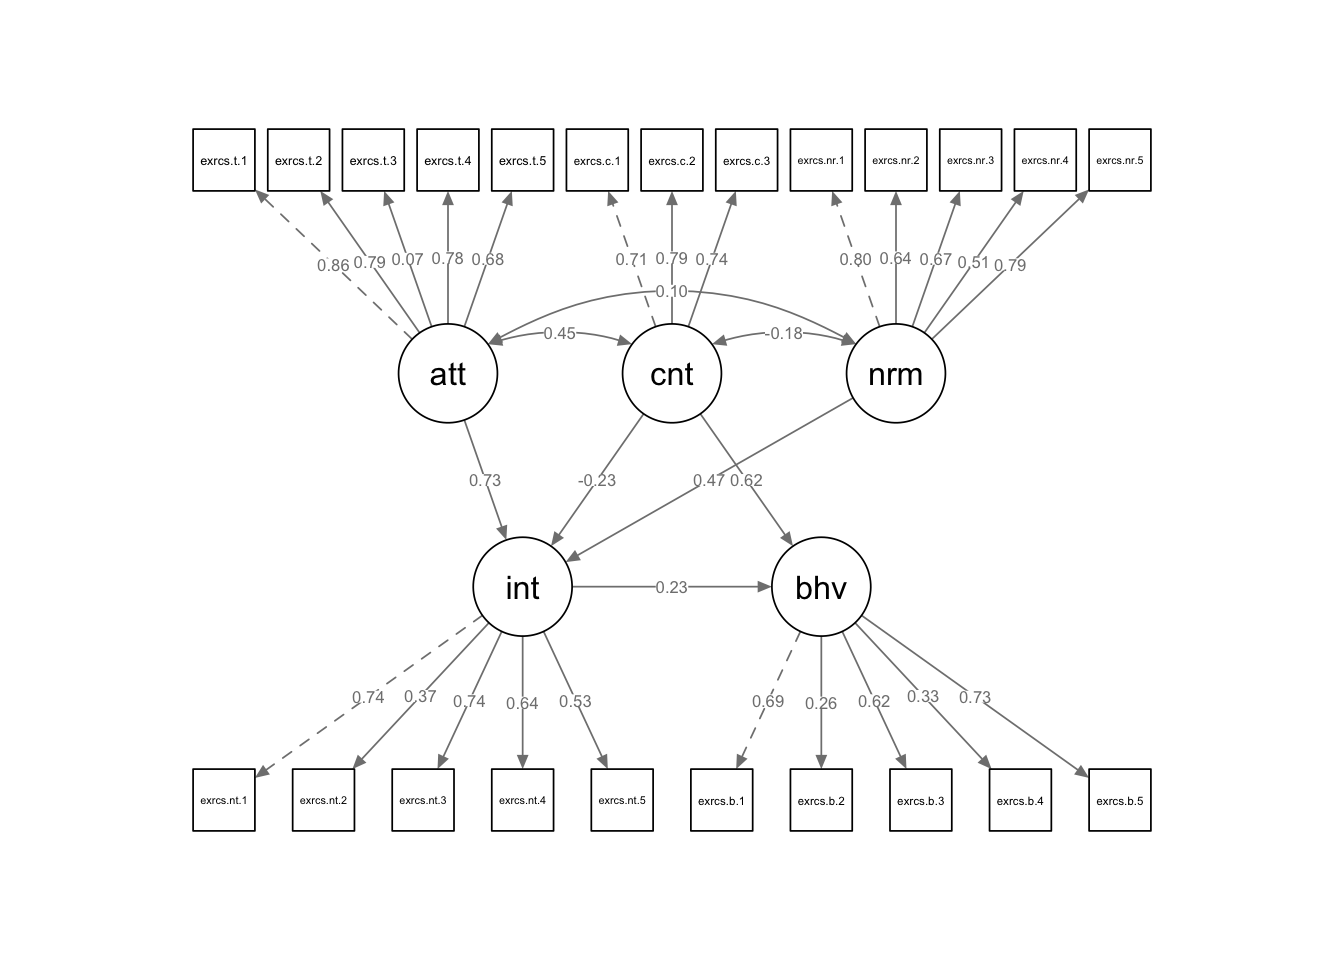 exrcs.t.1 exrcs.t.2 exrcs.t.3 exrcs.t.4 exrcs.t.5 exrcs.c.1 exrcs.c.2 exrcs.c.3 exrcs.nr.1 exrcs.nr.2 exrcs.nr.3 exrcs.nr.4 exrcs.nr.5
0.86 0.79 0.07 0.78 0.68 0.71 0.79 0.74 0.80 0.64 0.67 0.51 0.79
0.10
0.45 -0.18
att cnt nrm
0.73 -0.23 0.47 0.62
int 0.23 bhv
0.74 0.37 0.74 0.64 0.53 0.69 0.26 0.62 0.33 0.73
exrcs.nt.1 exrcs.nt.2 exrcs.nt.3 exrcs.nt.4 exrcs.nt.5 exrcs.b.1 exrcs.b.2 exrcs.b.3 exrcs.b.4 exrcs.b.5